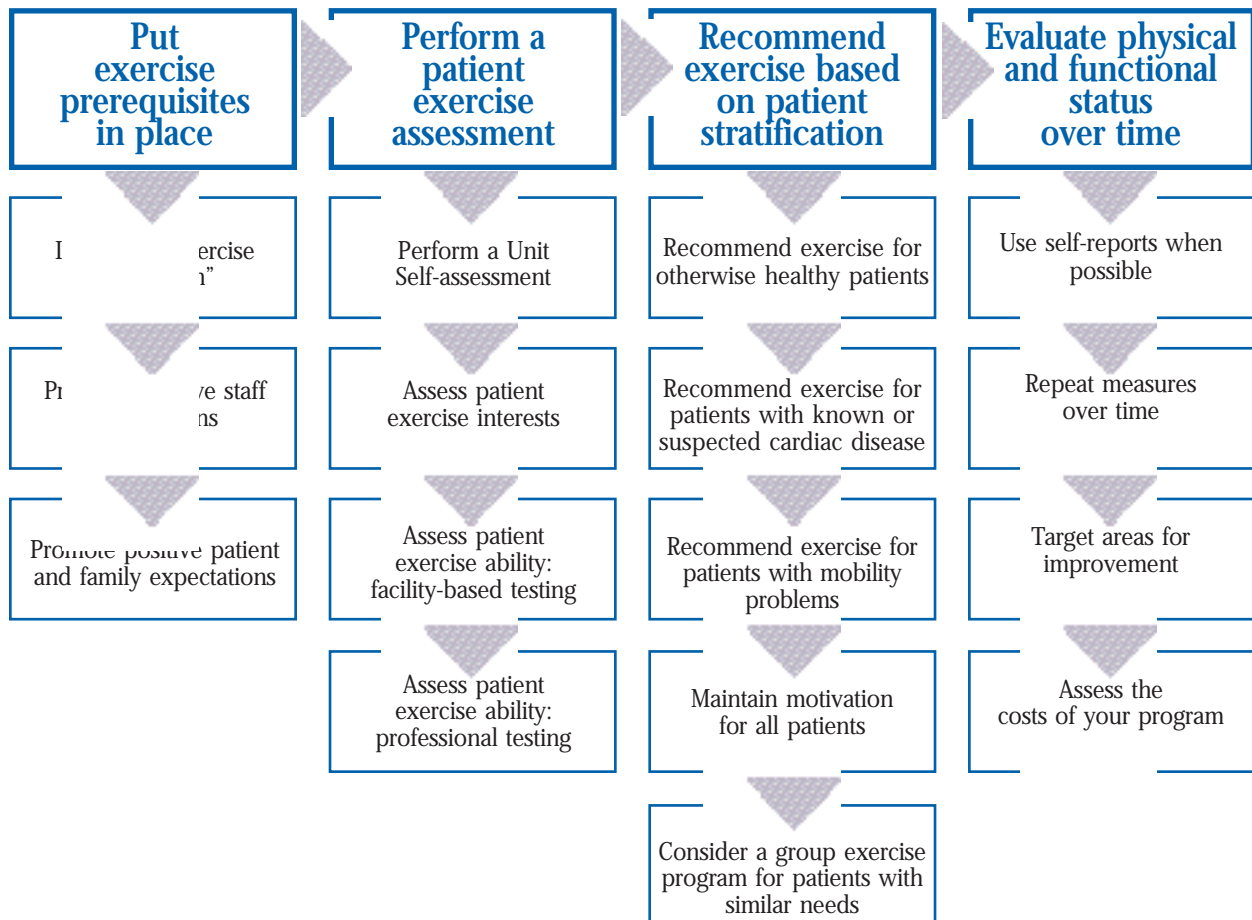 Put
exercise
prerequisites
in place
Perform a
patient
exercise
assessment
Recommend
exercise based
on patient
stratification
Evaluate physical
and functional
status
over time
Promote positive patient
and family expectations
Perform a Unit
Self-assessment
Assess patient
exercise interests
Assess patient
exercise ability:
facility-based testing
Assess patient
exercise ability:
professional testing
Recommend exercise for
otherwise healthy patients
Recommend exercise for
patients with known or
suspected cardiac disease
Recommend exercise for
patients with mobility
problems
Maintain motivation
for all patients
Consider a group exercise
program for patients with
similar needs
Use self-reports when
possible
Repeat measures
over time
Target areas for
improvement
Assess the
costs of your program